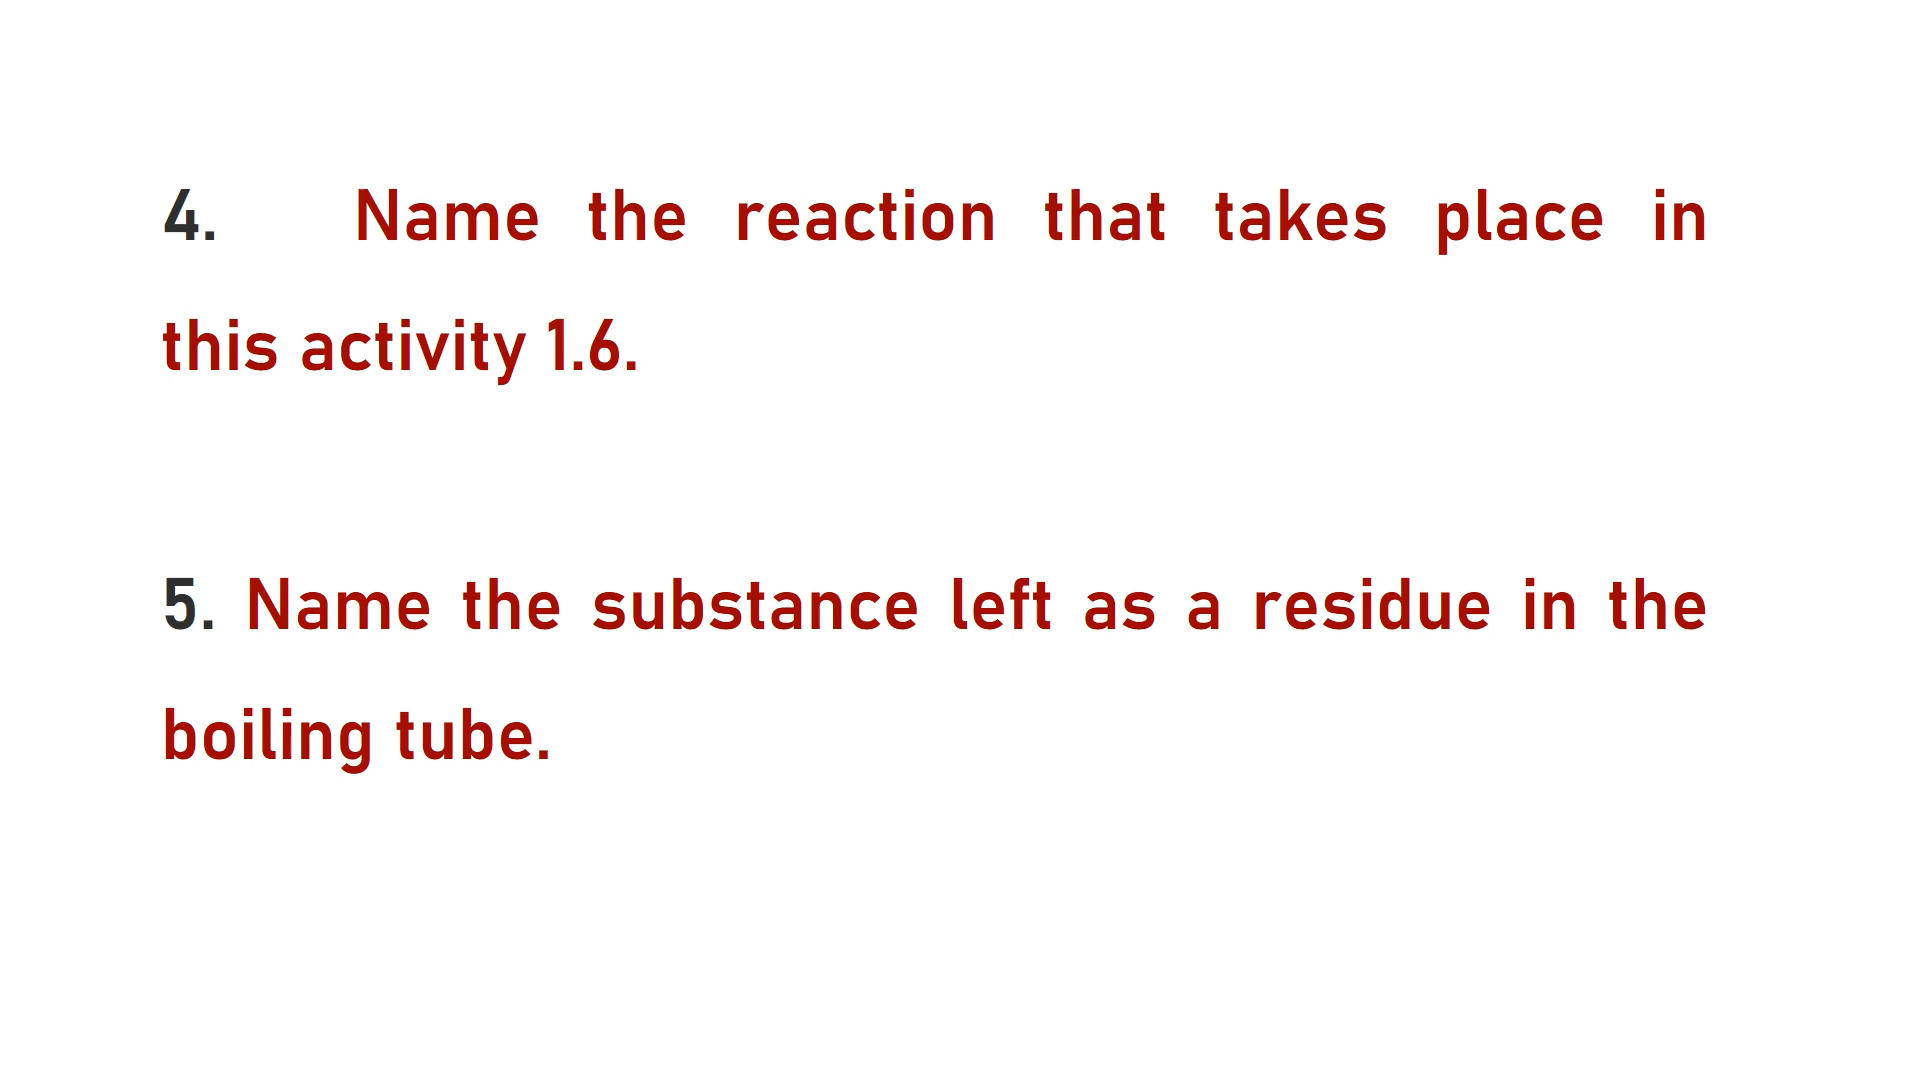 4. Name the reaction that takes place in
this activity 1.6.
5. Name the substance left as a residue in the
boiling tube.